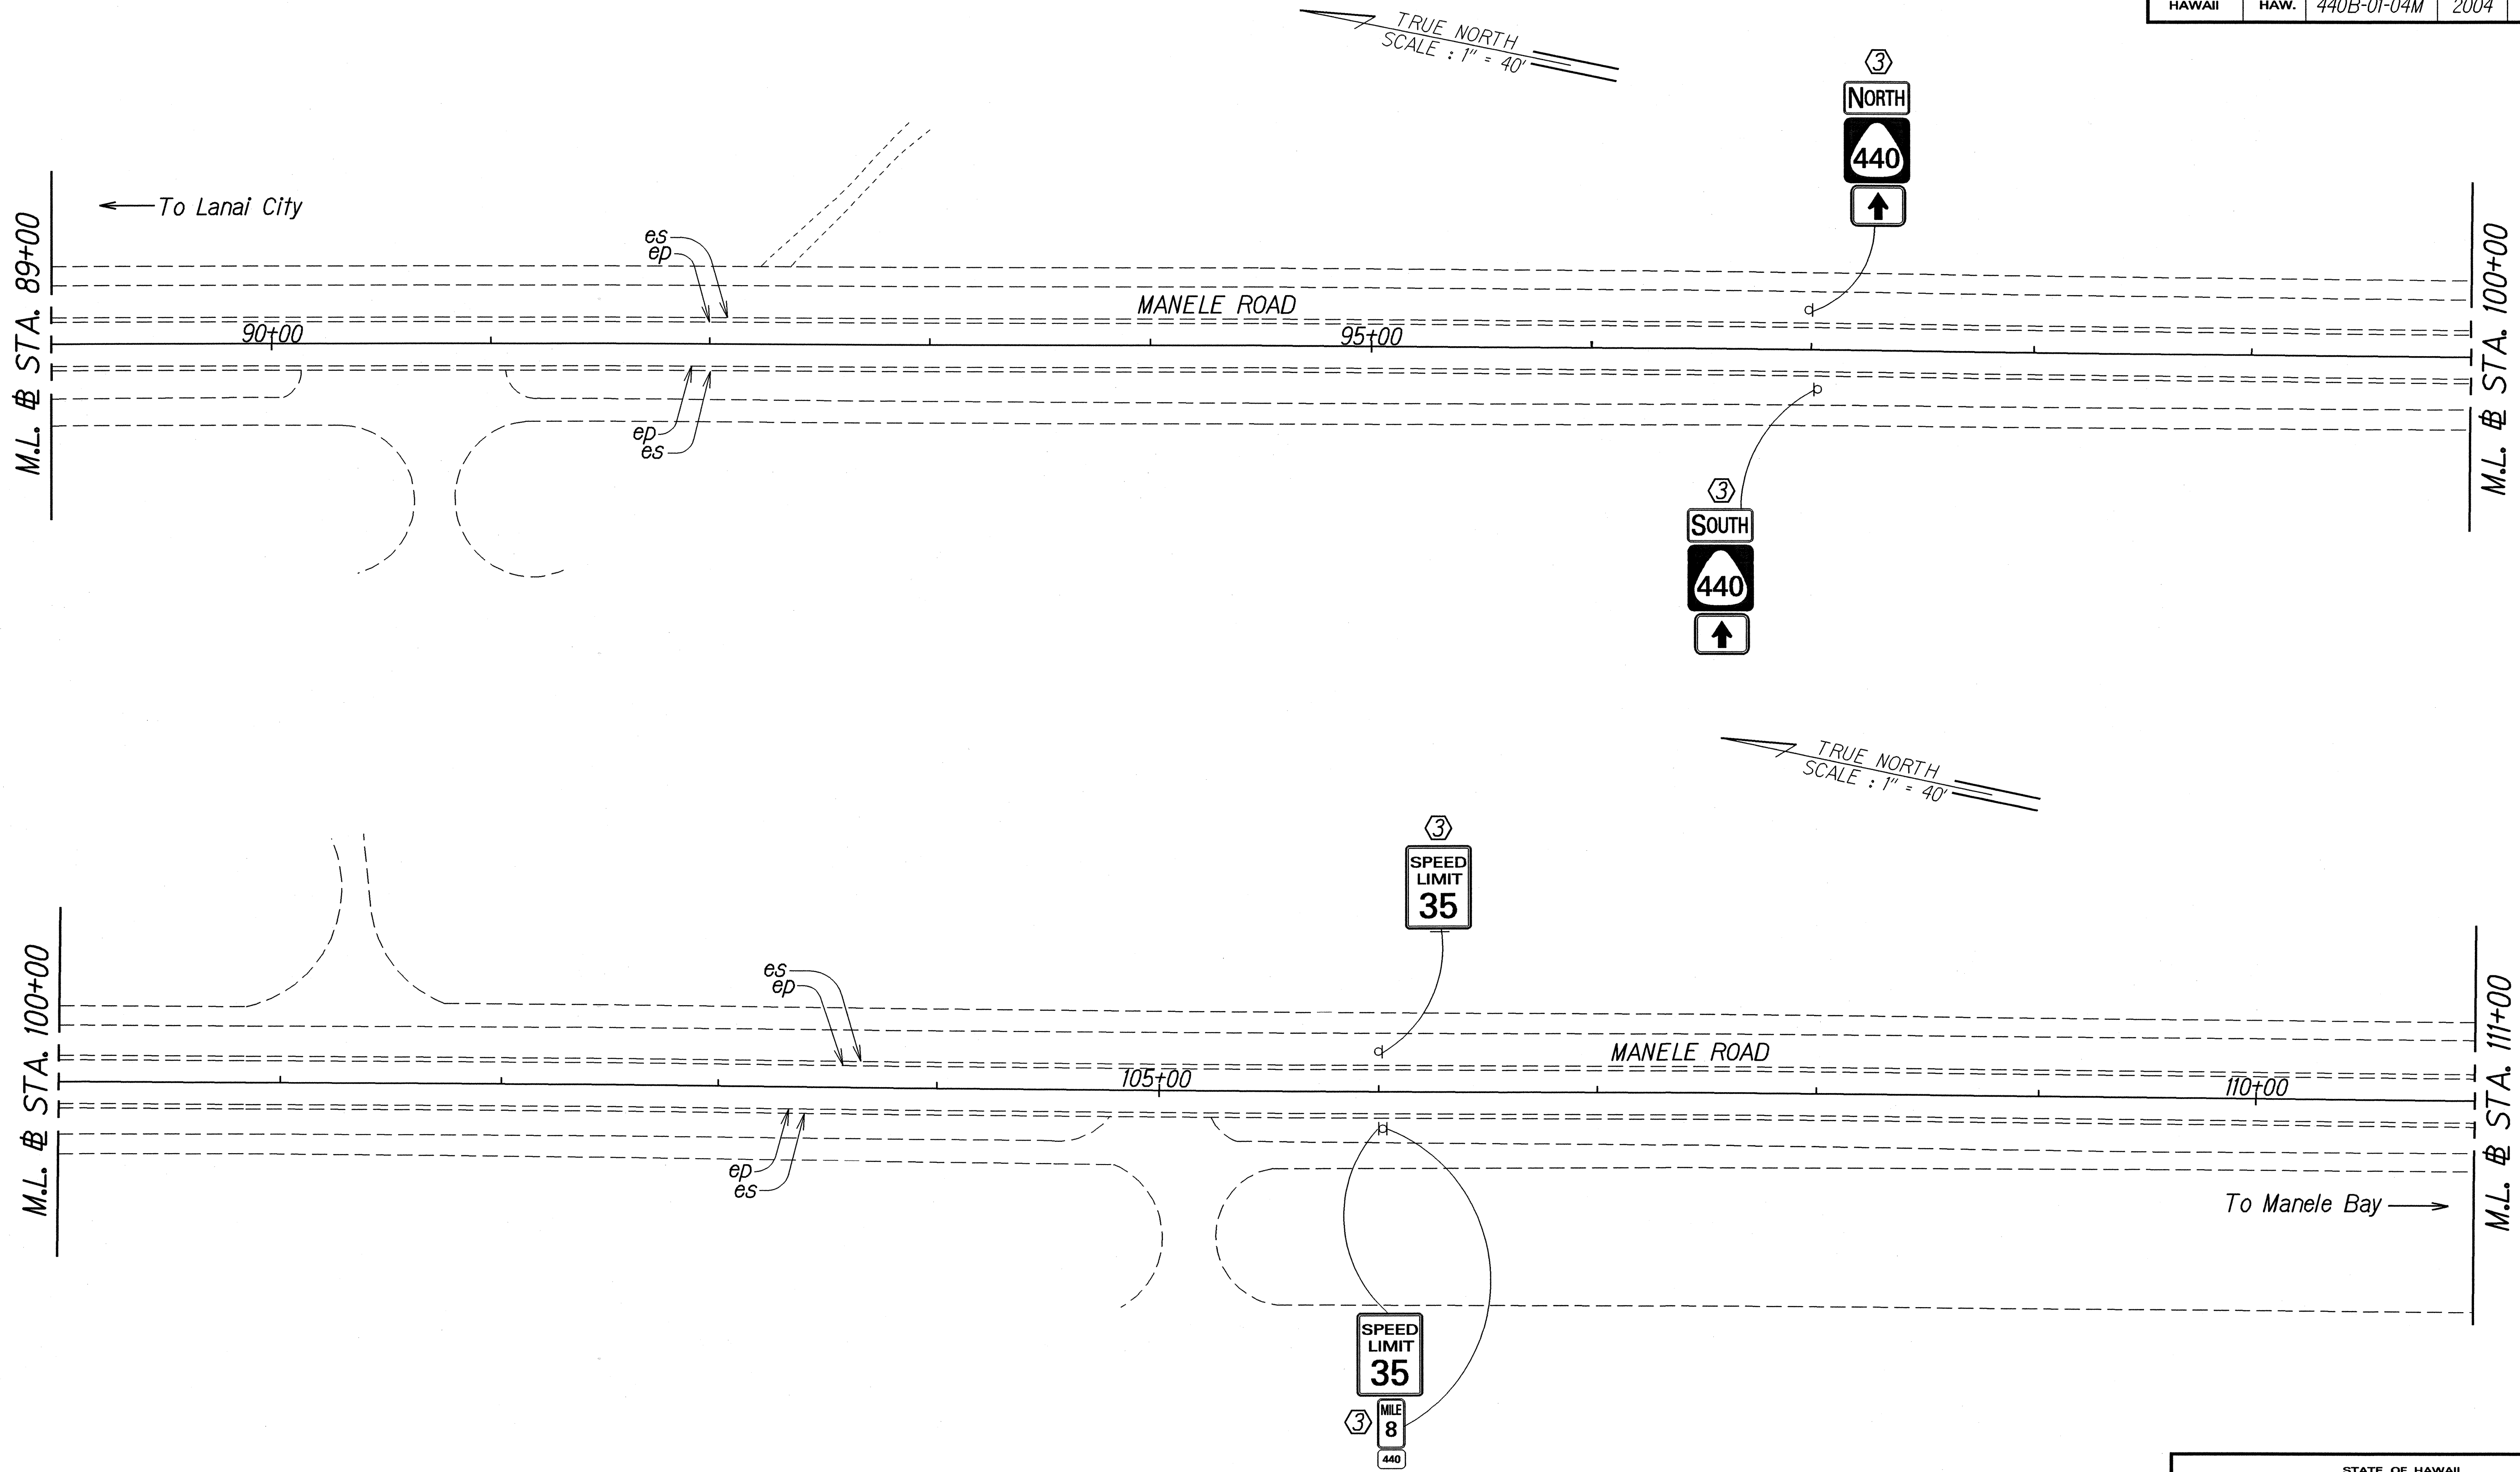 HAWAII HAW. 440B-01-04M 2004
TRUE NORTH
SCALE : 1" = 40'
3
NORTH
440
To Lanai City
es
ep
MANELE ROAD
90+00
95+00
M.L. B STA. 89+00
M.L. B STA. 100+00
ep
es
3
SOUTH
440
TRUE NORTH
SCALE : 1" = 40'
3
SPEED
LIMIT
35
es
ep
MANELE ROAD
105+00
110+00
M.L. B STA. 100+00
M.L. B STA. 111+00
ep
es
To Manele Bay
SPEED
LIMIT
35
3
MILE
8
440
STATE OF HAWAII